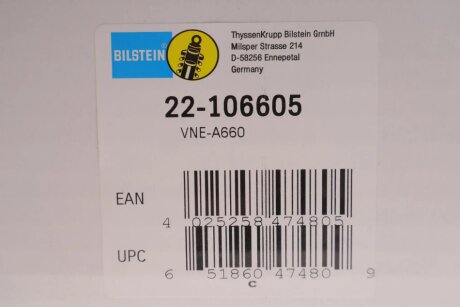 BILSTEIN
ThyssenKrupp Bilstein GmbH
Milsper Strasse 214
D-58256 Ennepetal
Germany
22-106605
VNE-A660
EAN
4 025258 474805
UPC
6 51860 47480 9
C